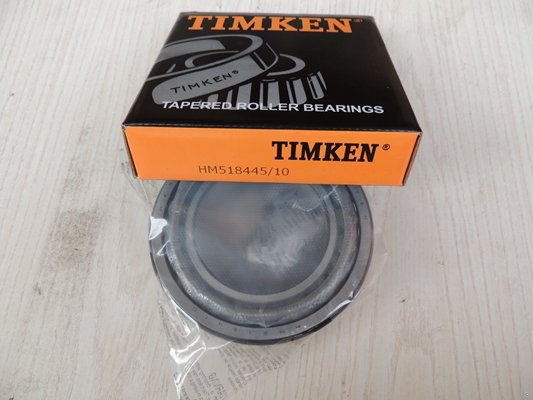 TIMKEN®
TIMKEN®
TAPERED ROLLER BEARINGS
TIMKEN®
HM518445/10